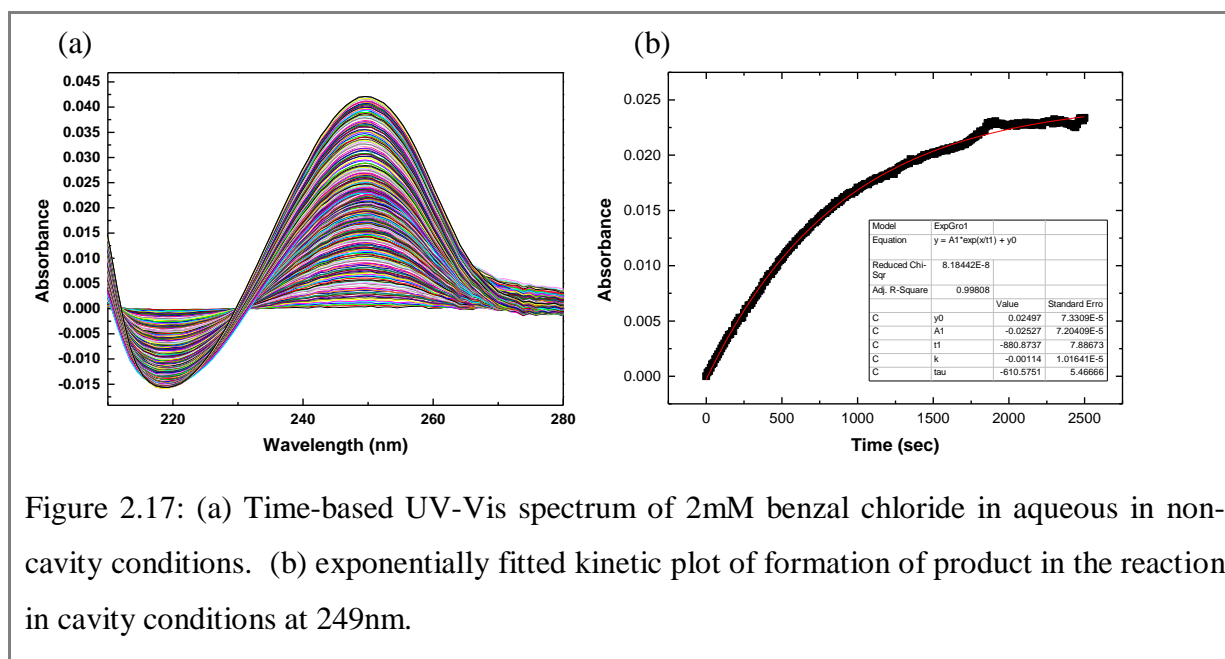 (a)
(b)
0.045
0.040
0.035
0.030
0.025
0.020
0.015
0.010
0.005
0.000
-0.005
-0.010
-0.015
Absorbance
220
240
260
280
Wavelength (nm)
0.025
0.020
0.015
0.010
0.005
0.000
Absorbance
Model ExpGro1
Equation y = A1*exp(x/t1) + y0
Reduced Chi-
Sqr 8.18442E-8
Adj. R-Square 0.99808
Value Standard Erro
C y0 0.02497 7.3309E-5
C A1 -0.02527 7.20409E-5
C t1 -880.8737 7.88673
C k -0.00114 1.01641E-5
C tau -610.5751 5.46666
0
500
1000
1500
2000
2500
Time (sec)
Figure 2.17: (a) Time-based UV-Vis spectrum of 2mM benzal chloride in aqueous in non-
cavity conditions. (b) exponentially fitted kinetic plot of formation of product in the reaction
in cavity conditions at 249nm.